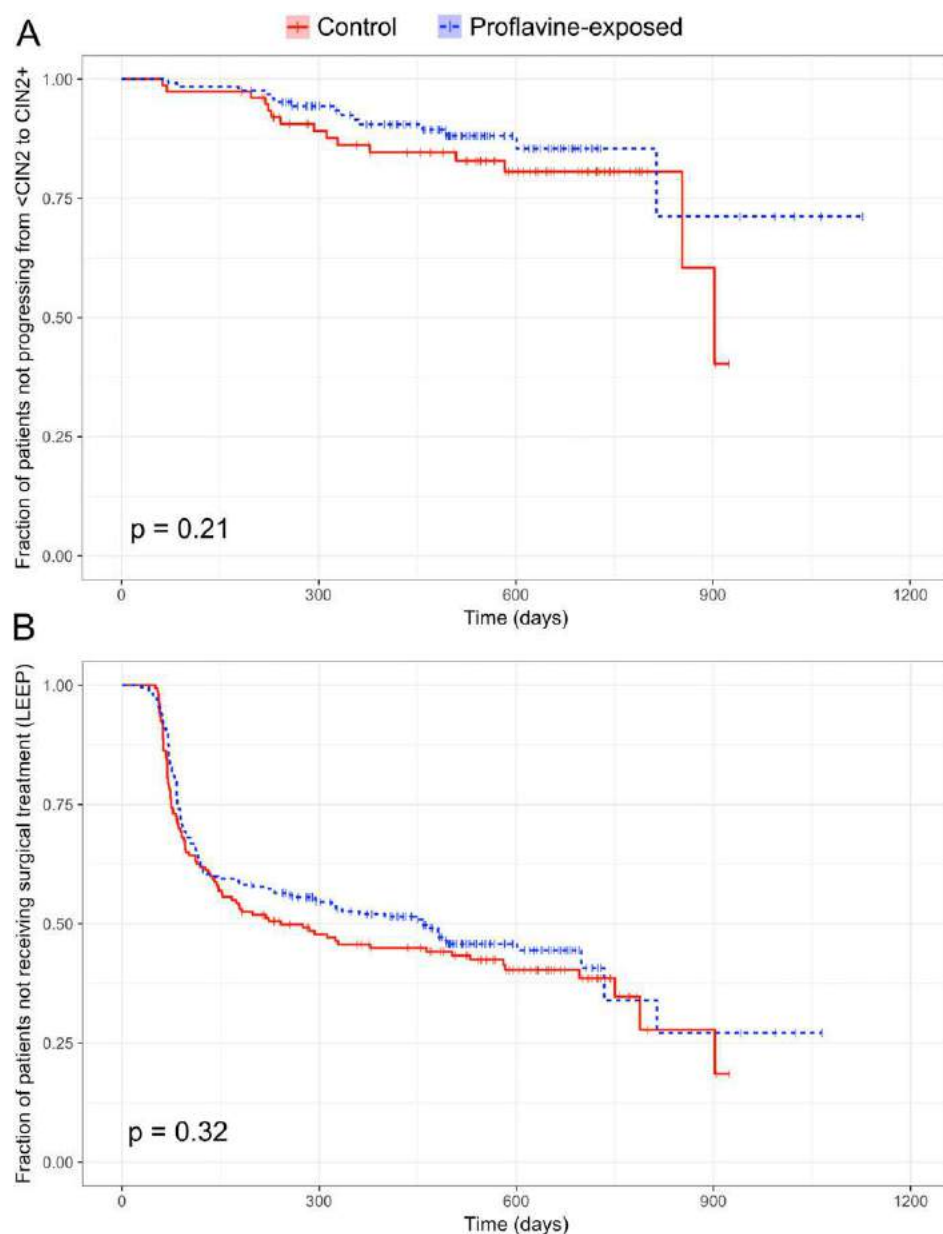 A
Control Proflavine-exposed
Fraction of patients not progressing from <CIN2 to CIN2+
1.00
0.75
0.50
0.25
0.00
p = 0.21
0 300 600 900 1200
Time (days)
B
Fraction of patients not receiving surgical treatment (LEEP)
1.00
0.75
0.50
0.25
0.00
p = 0.32
0 300 600 900 1200
Time (days)